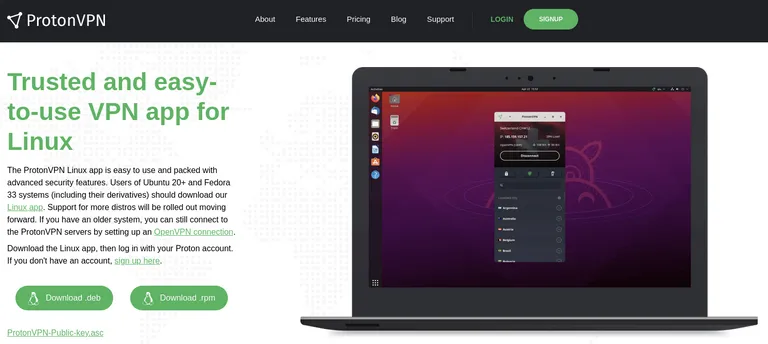 ProtonVPN
About
Features
Pricing
Blog
Support
LOGIN
SIGNUP
Trusted and easy-
to-use VPN app for
Linux
The ProtonVPN Linux app is easy to use and packed with
advanced security features. Users of Ubuntu 20+ and Fedora
33 systems (including their derivatives) should download our
Linux app. Support for more distros will be rolled out moving
forward. If you have an older system, you can still connect to
the ProtonVPN servers by setting up an OpenVPN connection.
Download the Linux app, then log in with your Proton account.
If you don't have an account, sign up here.
Download .deb
Download .rpm
ProtonVPN-Public-key.asc
Disconnect
Argentina
Australia
Austria
Belgium
Brazil